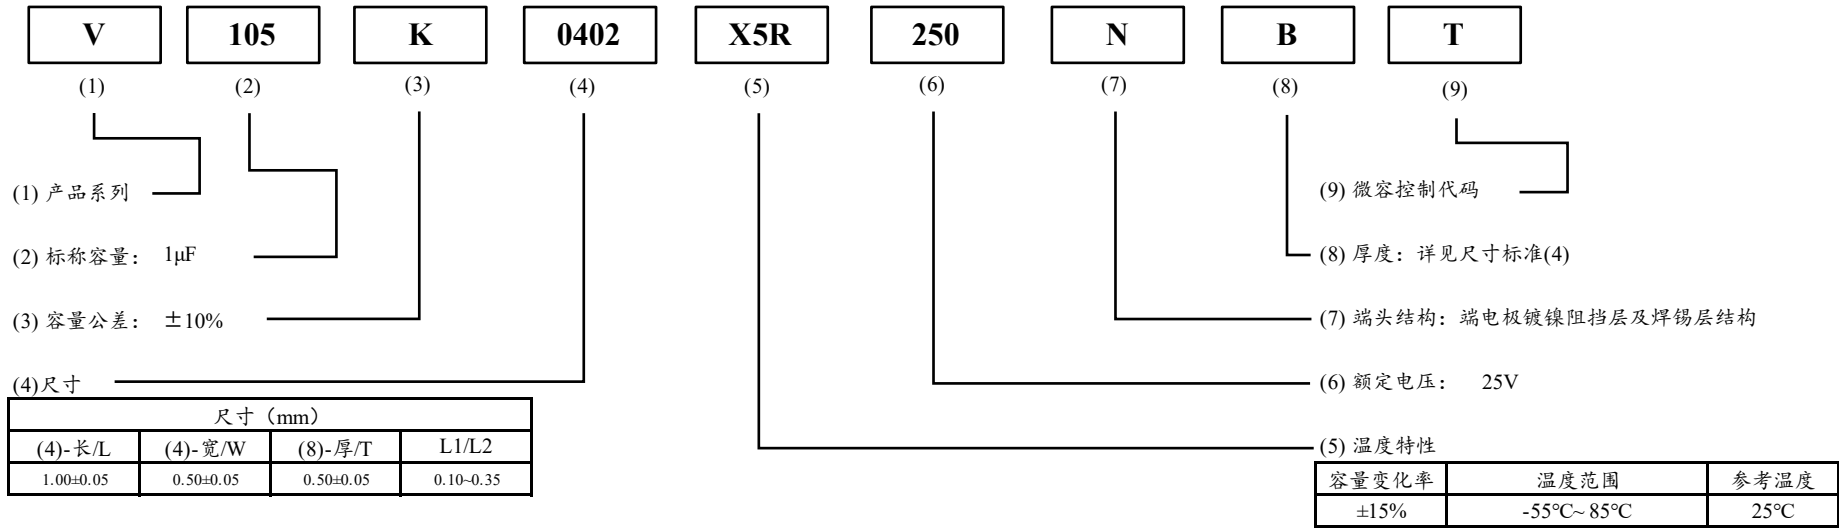 V 105 K 0402 X5R 250 N B T
(1) (2) (3) (4) (5) (6) (7) (8) (9)
(1) 产品系列
(2) 标称容量： 1μF
(3) 容量公差： ±10%
(4)尺寸
尺寸（mm）
(4)-长/L (4)-宽/W (8)-厚/T L1/L2
1.00±0.05 0.50±0.05 0.50±0.05 0.10~0.35
(9) 微容控制代码
(8) 厚度：详见尺寸标准(4)
(7) 端头结构：端电极镀镍阻挡层及焊锡层结构
(6) 额定电压： 25V
(5) 温度特性
容量变化率 温度范围 参考温度
±15% -55℃~ 85℃ 25℃